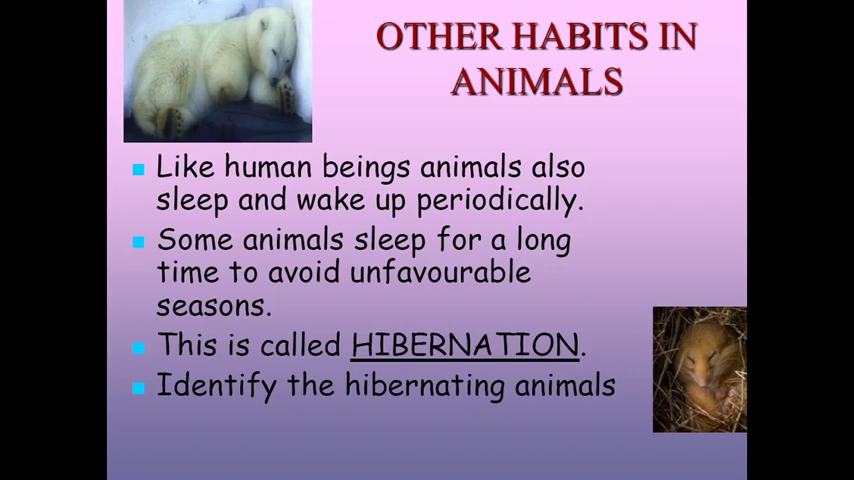 OTHER HABITS IN
ANIMALS
Like human beings animals also
sleep and wake up periodically.
Some animals sleep for a long
time to avoid unfavourable
seasons.
This is called HIBERNATION.
Identify the hibernating animals